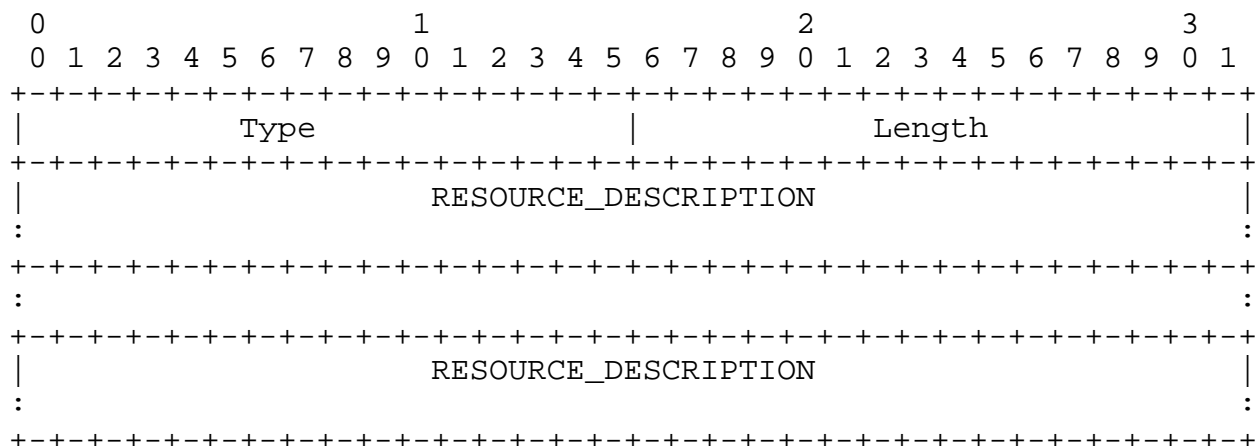 0                   1                   2                   3
 0 1 2 3 4 5 6 7 8 9 0 1 2 3 4 5 6 7 8 9 0 1 2 3 4 5 6 7 8 9 0 1
+-+-+-+-+-+-+-+-+-+-+-+-+-+-+-+-+-+-+-+-+-+-+-+-+-+-+-+-+-+-+-+-+
|           Type                |            Length             |
+-+-+-+-+-+-+-+-+-+-+-+-+-+-+-+-+-+-+-+-+-+-+-+-+-+-+-+-+-+-+-+-+
|                     RESOURCE_DESCRIPTION                      |
:                                                               :
+-+-+-+-+-+-+-+-+-+-+-+-+-+-+-+-+-+-+-+-+-+-+-+-+-+-+-+-+-+-+-+-+
:                                                               :
+-+-+-+-+-+-+-+-+-+-+-+-+-+-+-+-+-+-+-+-+-+-+-+-+-+-+-+-+-+-+-+-+
|                     RESOURCE_DESCRIPTION                      |
:                                                               :
+-+-+-+-+-+-+-+-+-+-+-+-+-+-+-+-+-+-+-+-+-+-+-+-+-+-+-+-+-+-+-+-+